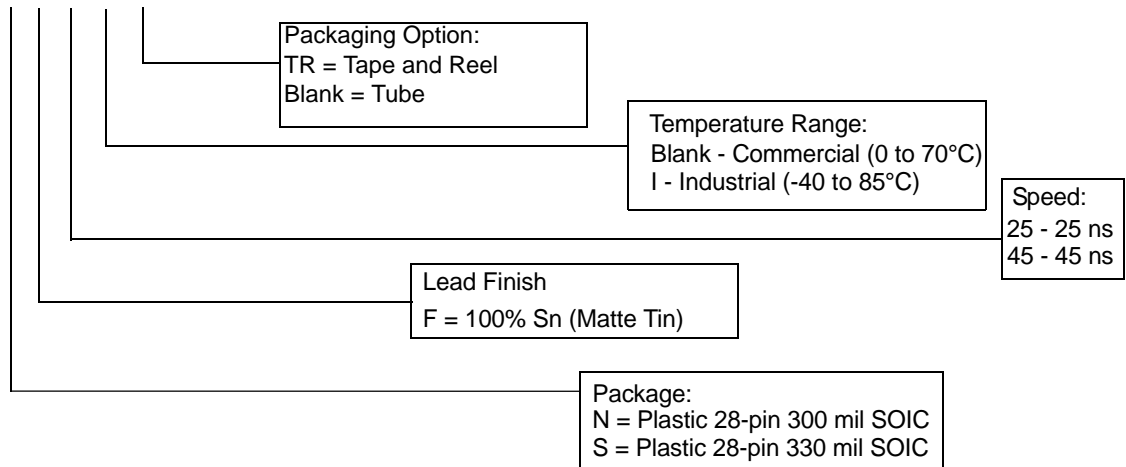 Packaging Option:
TR = Tape and Reel
Blank = Tube
Temperature Range:
Blank - Commercial (0 to 70°C)
I - Industrial (-40 to 85°C)
Speed:
25 - 25 ns
45 - 45 ns
Lead Finish
F = 100% Sn (Matte Tin)
Package:
N = Plastic 28-pin 300 mil SOIC
S = Plastic 28-pin 330 mil SOIC